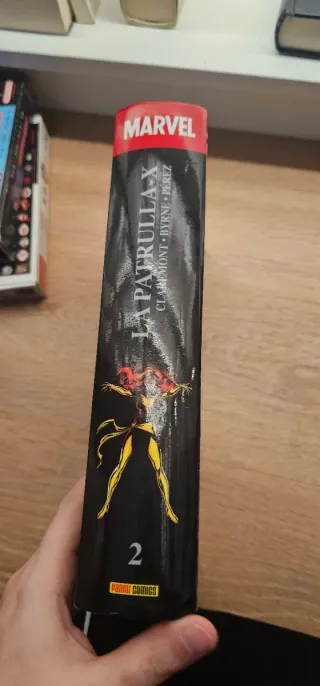 MARVEL
LA PATRULLA-X
CLAREMONT • BYRNE • PÉREZ
2
PANINI COMICS